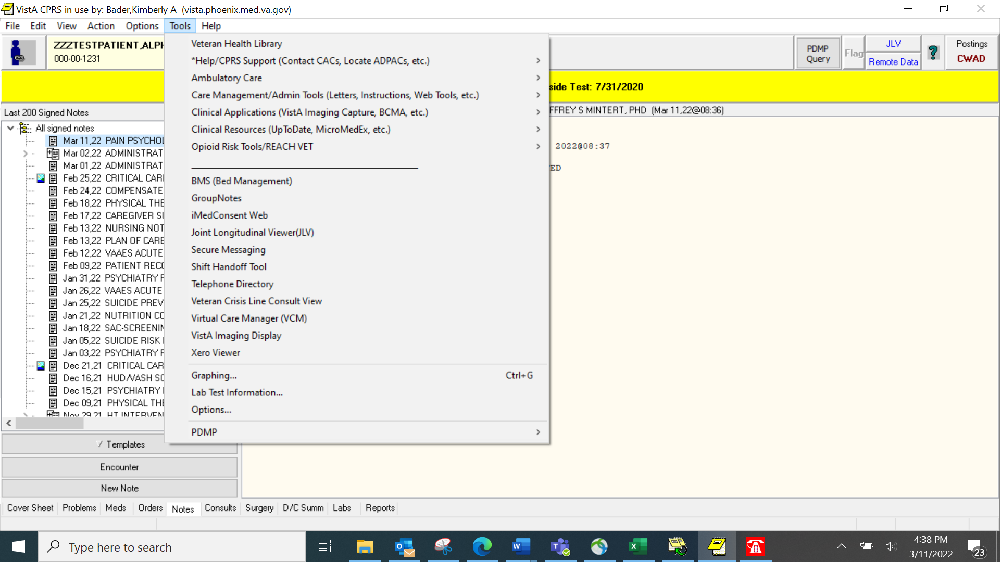 VistA CPRS in use by: Bader,Kimberly A (vista.phoenix.med.va.gov)
File Edit View Action Options Tools Help
ZZZTESTPATIENT,ALPH
000-00-1231
PDMP Query
Flag
JLV
Remote Data
?
Postings
CWAD
side Test: 7/31/2020
Last 200 Signed Notes
FFREY S MINTERT, PHD (Mar 11,22@08:36)
All signed notes
Mar 11,22 PAIN PSYCHOL
Mar 02,22 ADMINISTRAT
Mar 01,22 ADMINISTRAT
Feb 25,22 CRITICAL CARE
Feb 24,22 COMPENSATE
Feb 18,22 PHYSICAL THE
Feb 17,22 CAREGIVER SU
Feb 13,22 NURSING NOT
Feb 13,22 PLAN OF CARE
Feb 12,22 VAAES ACUTE
Feb 09,22 PATIENT RECO
Jan 31,22 PSYCHIATRY
Jan 26,22 VAAES ACUTE
Jan 25,22 SUICIDE PREV
Jan 21,22 NUTRITION CO
Jan 18,22 SAC-SCREENIN
Jan 05,22 SUICIDE RISK
Jan 03,22 PSYCHIATRY
Dec 21,21 CRITICAL CAR
Dec 16,21 HUD/VASH SO
Dec 15,21 PSYCHIATRY
Dec 09,21 PHYSICAL THE
Nov 29,21 HT INTERVEN
Veteran Health Library
*Help/CPRS Support (Contact CACs, Locate ADPACs, etc.)
Ambulatory Care
Care Management/Admin Tools (Letters, Instructions, Web Tools, etc.)
Clinical Applications (VistA Imaging Capture, BCMA, etc.)
Clinical Resources (UpToDate, MicroMedEx, etc.)
Opioid Risk Tools/REACH VET
BMS (Bed Management)
GroupNotes
iMedConsent Web
Joint Longitudinal Viewer(JLV)
Secure Messaging
Shift Handoff Tool
Telephone Directory
Veteran Crisis Line Consult View
Virtual Care Manager (VCM)
VistA Imaging Display
Xero Viewer
Graphing... Ctrl+G
Lab Test Information...
Options...
PDMP
2022@08:37
ED
Templates
Encounter
New Note
Cover Sheet Problems Meds Orders Notes Consults Surgery D/C Summ Labs Reports
Type here to search
4:38 PM
3/11/2022
23